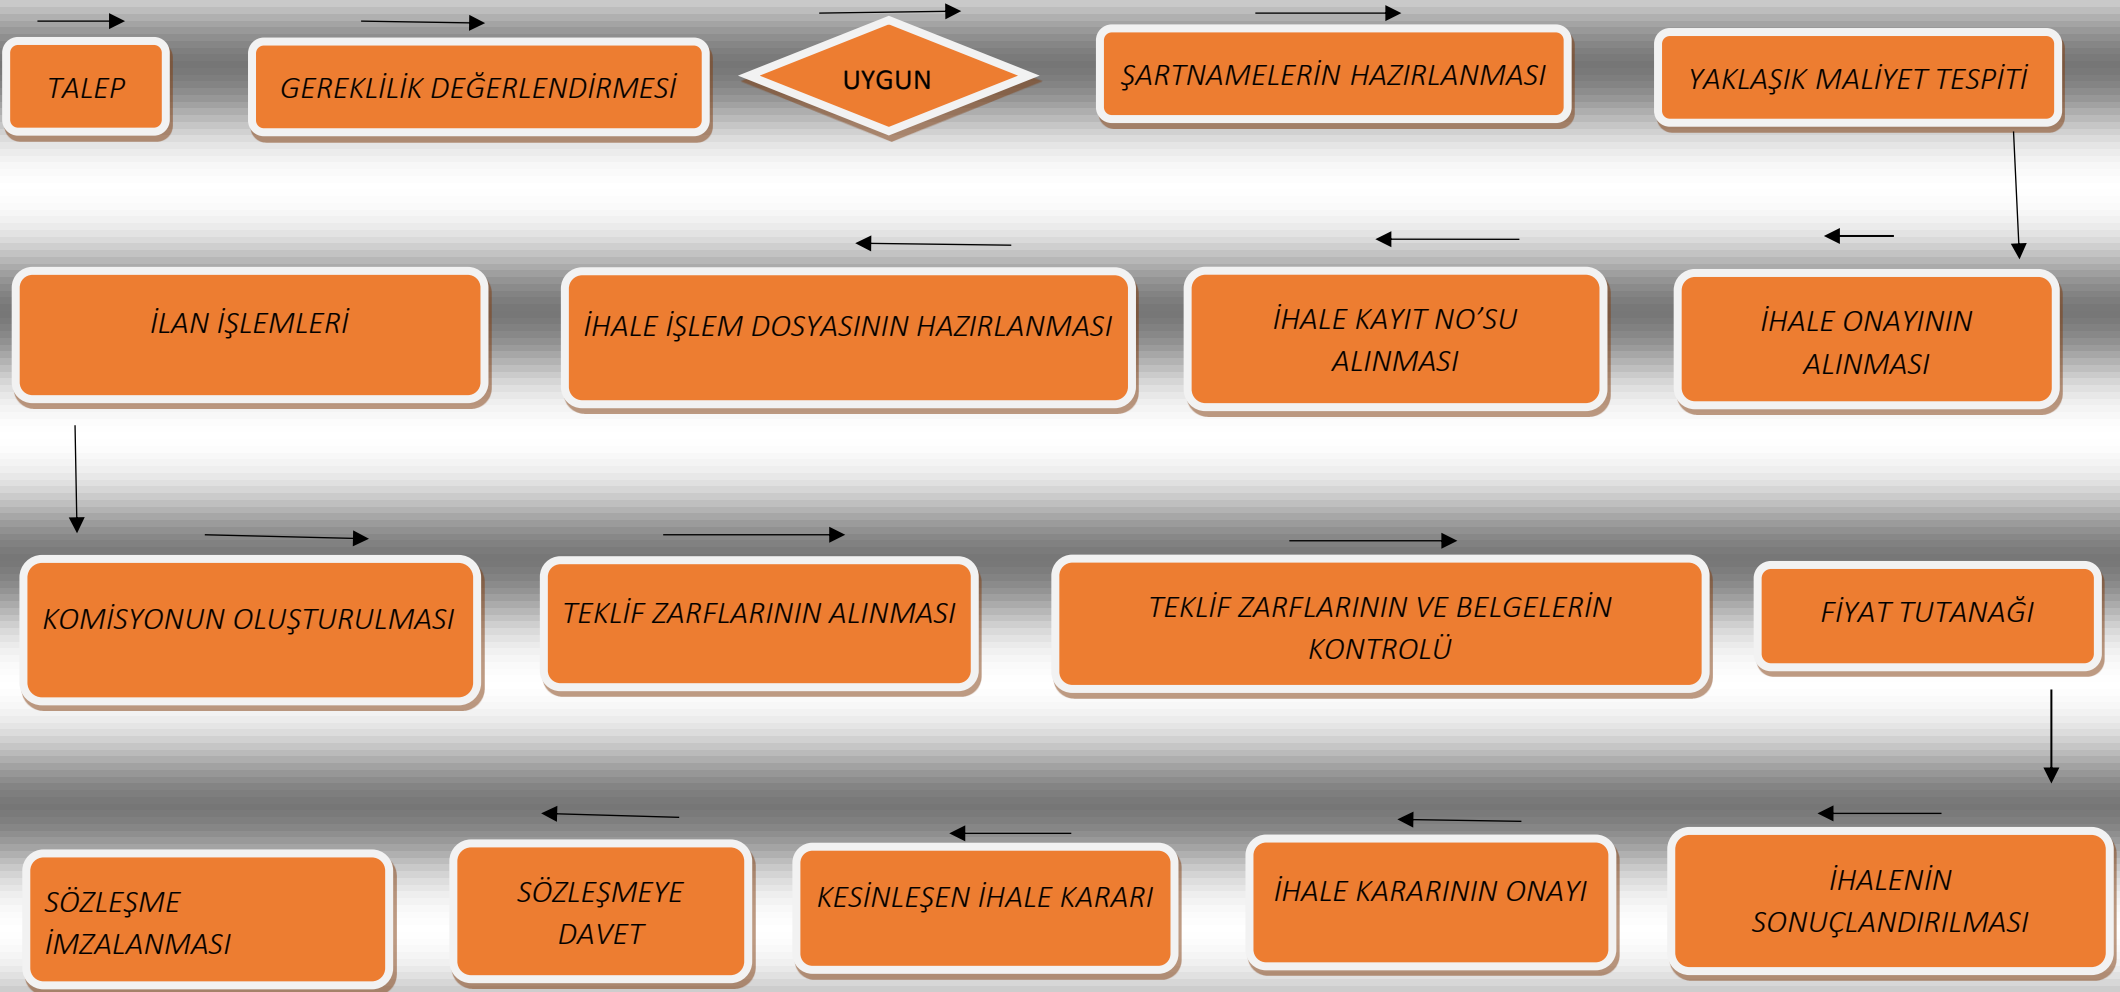 TALEP
GEREKLİLİK DEĞERLENDİRMESİ
UYGUN
ŞARTNAMELERİN HAZIRLANMASI
YAKLAŞIK MALİYET TESPİTİ
İHALE ONAYININ
ALINMASI
İHALE KAYIT NO’SU
ALINMASI
İHALE İŞLEM DOSYASININ HAZIRLANMASI
İLAN İŞLEMLERİ
KOMİSYONUN OLUŞTURULMASI
TEKLİF ZARFLARININ ALINMASI
TEKLİF ZARFLARININ VE BELGELERİN
KONTROLÜ
FİYAT TUTANAĞI
İHALENİN
SONUÇLANDIRILMASI
İHALE KARARININ ONAYI
KESİNLEŞEN İHALE KARARI
SÖZLEŞMEYE
DAVET
SÖZLEŞME
İMZALANMASI